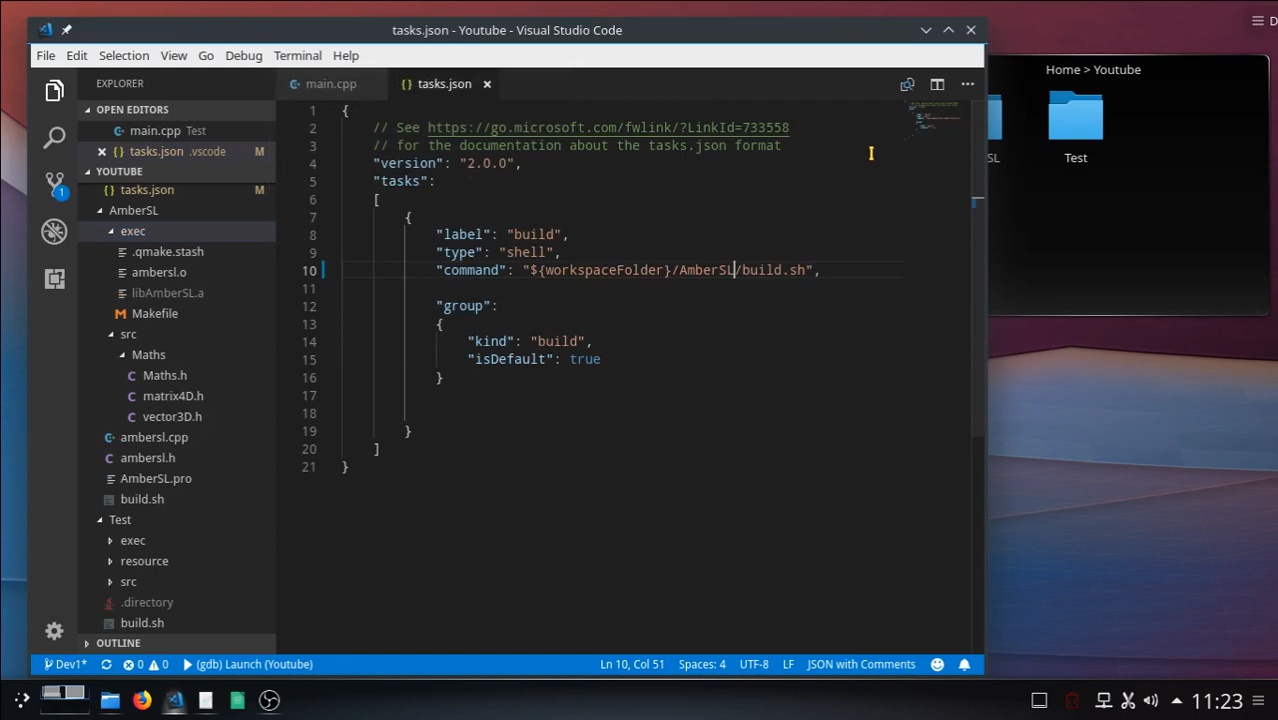 tasks.json - Youtube - Visual Studio Code
File Edit Selection View Go Debug Terminal Help
EXPLORER
OPEN EDITORS
main.cpp Test
tasks.json .vscode M
YOUTUBE
tasks.json M
AmberSL
exec
.qmake.stash
ambersl.o
libAmberSL.a
Makefile
src
Maths
Maths.h
matrix4D.h
vector3D.h
ambersl.cpp
ambersl.h
AmberSL.pro
build.sh
Test
exec
resource
src
.directory
build.sh
OUTLINE
main.cpp
{ } tasks.json
1 {
2 // See https://go.microsoft.com/fwlink/?LinkId=733558
3 // for the documentation about the tasks.json format
4 "version": "2.0.0",
5 "tasks":
6 [
7 {
8 "label": "build",
9 "type": "shell",
10 "command": "${workspaceFolder}/AmberSL/build.sh",
11
12 "group":
13 {
14 "kind": "build",
15 "isDefault": true
16 }
17
18
19 }
20 ]
21 }
1
Dev1* 0 0 (gdb) Launch (Youtube)
Ln 10, Col 51 Spaces: 4 UTF-8 LF JSON with Comments
D
Home > Youtube
SL
Test
11:23